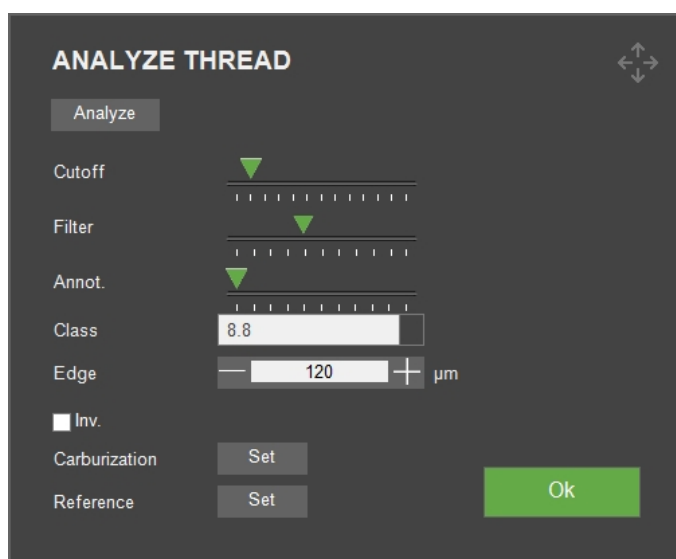 ANALYZE THREAD
Analyze
Cutoff
Filter
Annot.
Class 8.8
Edge 120 µm
Inv.
Carburization Set
Reference Set
Ok